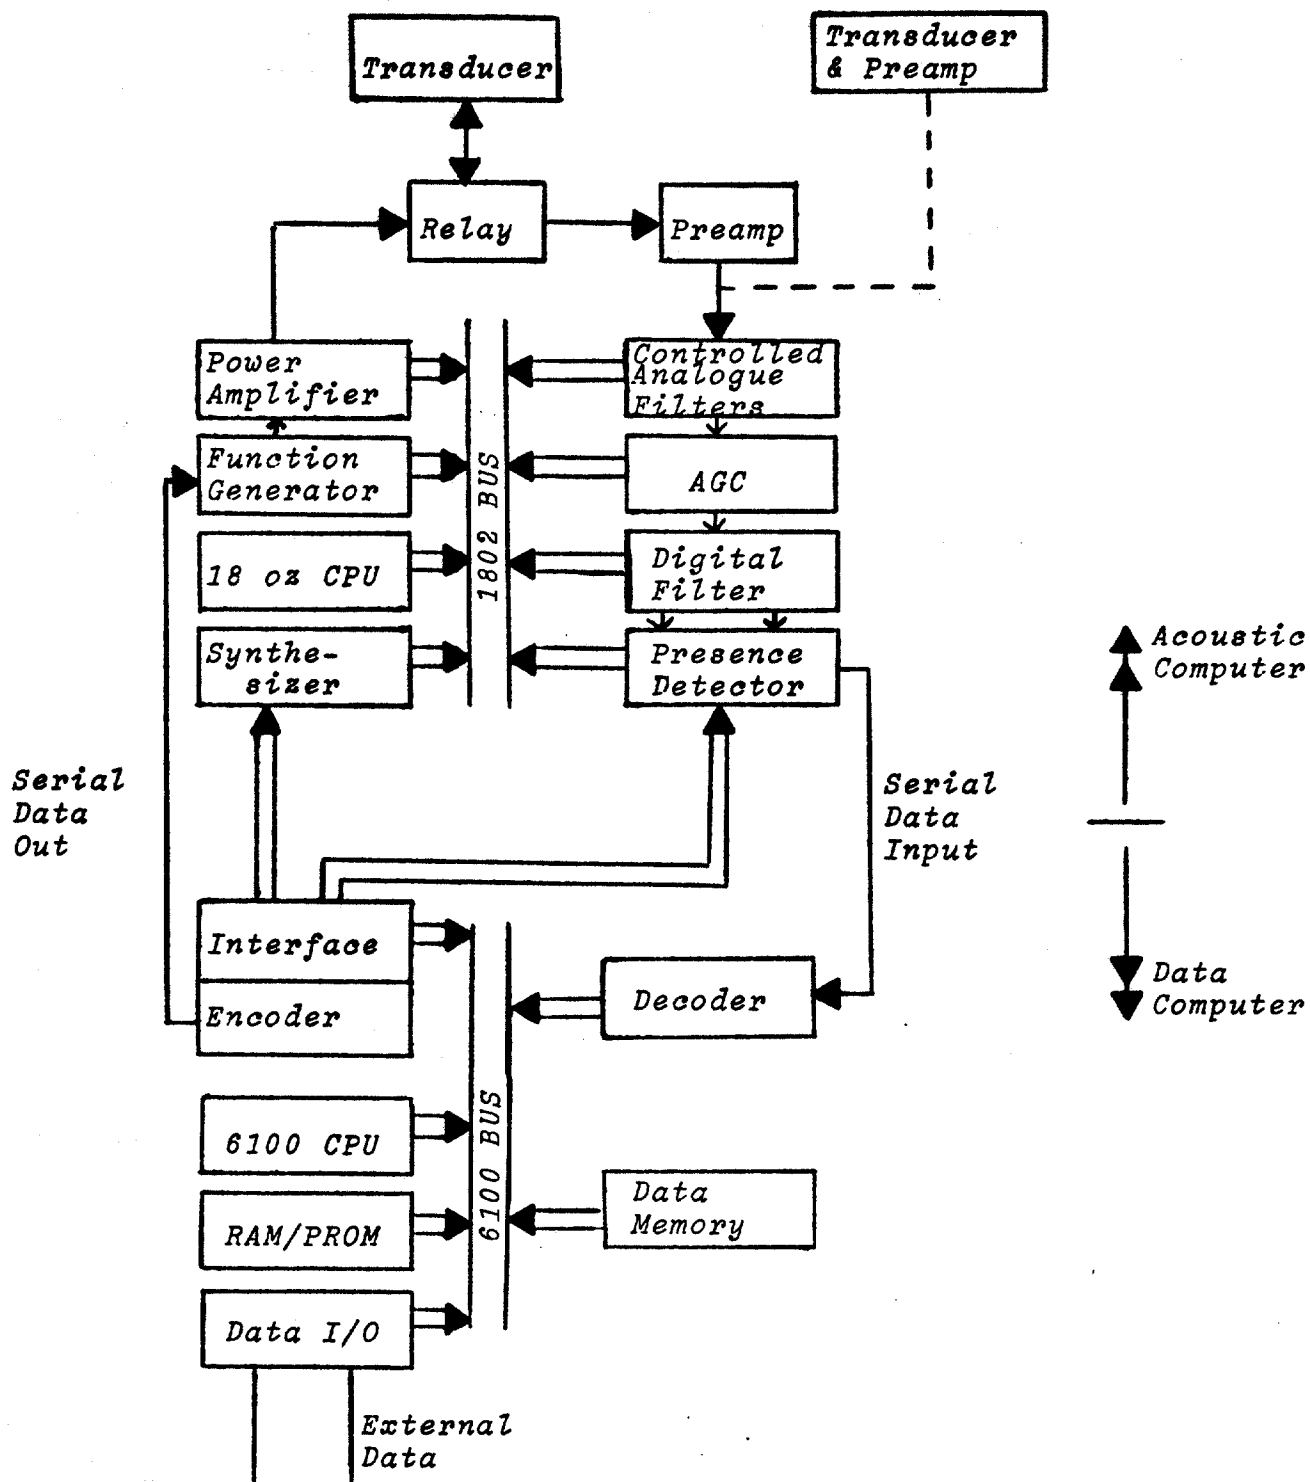 Transducer
Transducer
& Preamp
Relay
Preamp
Power
Amplifier
Controlled
Analogue
Filters
Function
Generator
AGC
1802 BUS
18 oz CPU
Digital
Filter
Synthe-
sizer
Presence
Detector
Acoustic
Computer
Serial
Data
Out
Serial
Data
Input
Interface
Encoder
Decoder
Data
Computer
6100 BUS
6100 CPU
RAM/PROM
Data
Memory
Data I/O
External
Data